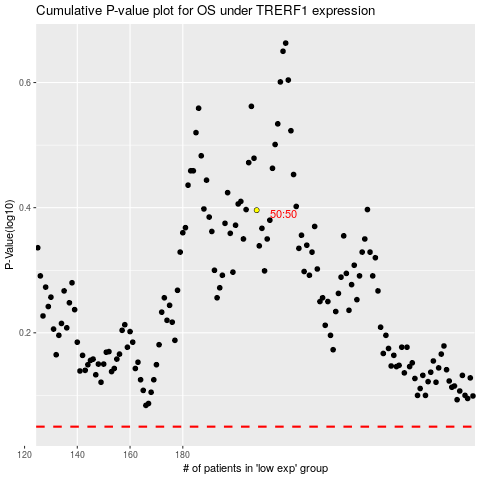 Cumulative P-value plot for OS under TRERF1 expression
P-Value(log10)
0.6
0.4
0.2
50:50
120 140 160 180
# of patients in 'low exp' group